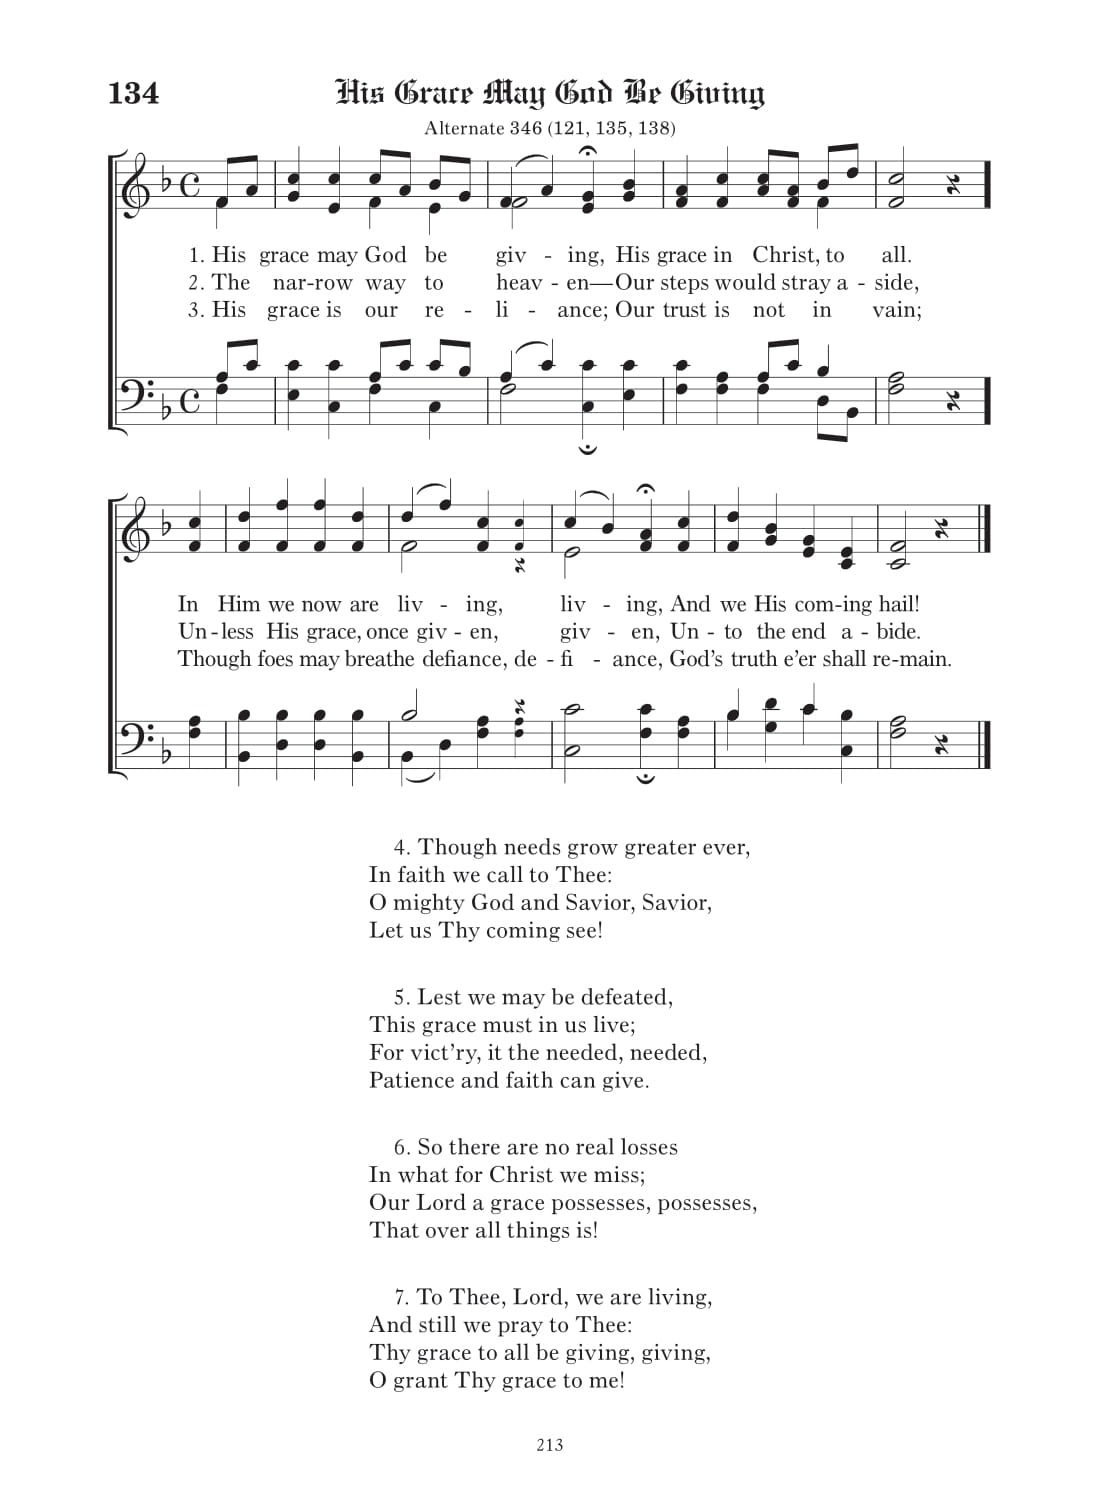 134 His Grace May God Be Giving
Alternate 346 (121, 135, 138)
1. His grace may God be giv - ing, His grace in Christ, to all.
2. The nar-row way to heav - en—Our steps would stray a - side,
3. His grace is our re - li - ance; Our trust is not in vain;
In Him we now are liv - ing, liv - ing, And we His com-ing hail!
Un-less His grace, once giv - en, giv - en, Un - to the end a - bide.
Though foes may breathe defiance, de - fi - ance, God's truth e'er shall re-main.
4. Though needs grow greater ever,
In faith we call to Thee:
O mighty God and Savior, Savior,
Let us Thy coming see!
5. Lest we may be defeated,
This grace must in us live;
For vict'ry, it the needed, needed,
Patience and faith can give.
6. So there are no real losses
In what for Christ we miss;
Our Lord a grace possesses, possesses,
That over all things is!
7. To Thee, Lord, we are living,
And still we pray to Thee:
Thy grace to all be giving, giving,
O grant Thy grace to me!
213